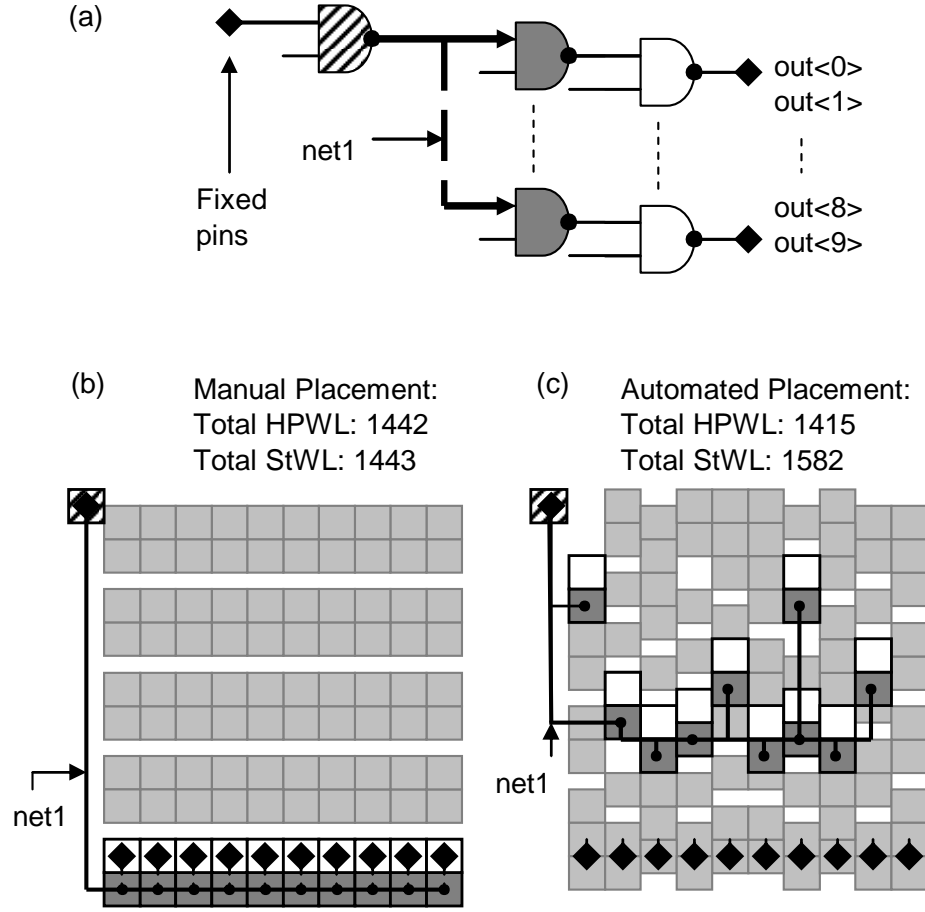 (a)
out<0>
out<1>
net1
Fixed
pins
out<8>
out<9>
(b)
Manual Placement:
Total HPWL: 1442
Total StWL: 1443
(c)
Automated Placement:
Total HPWL: 1415
Total StWL: 1582
net1
net1